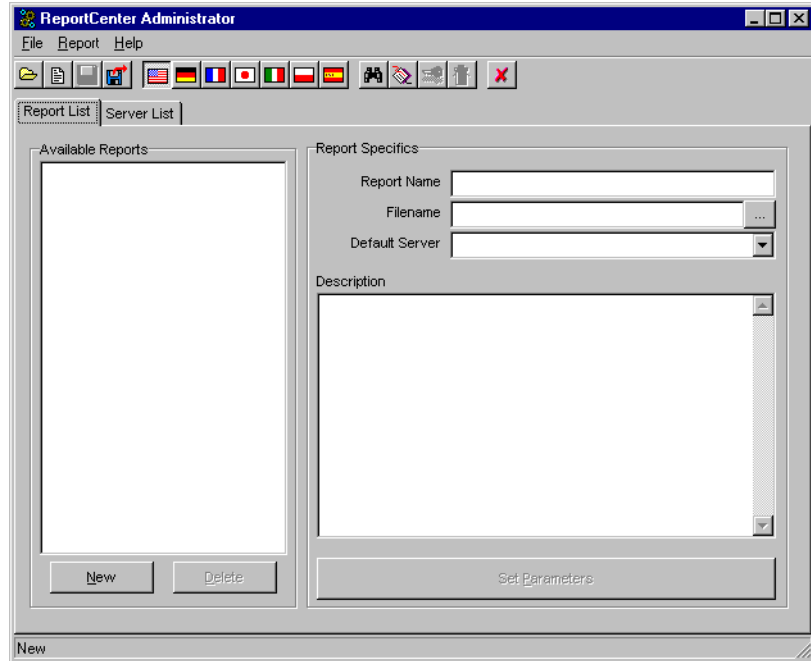 ReportCenter Administrator
File Report Help
Report List Server List
Available Reports
New Delete
Report Specifics
Report Name
Filename ...
Default Server
Description
Set Parameters
New